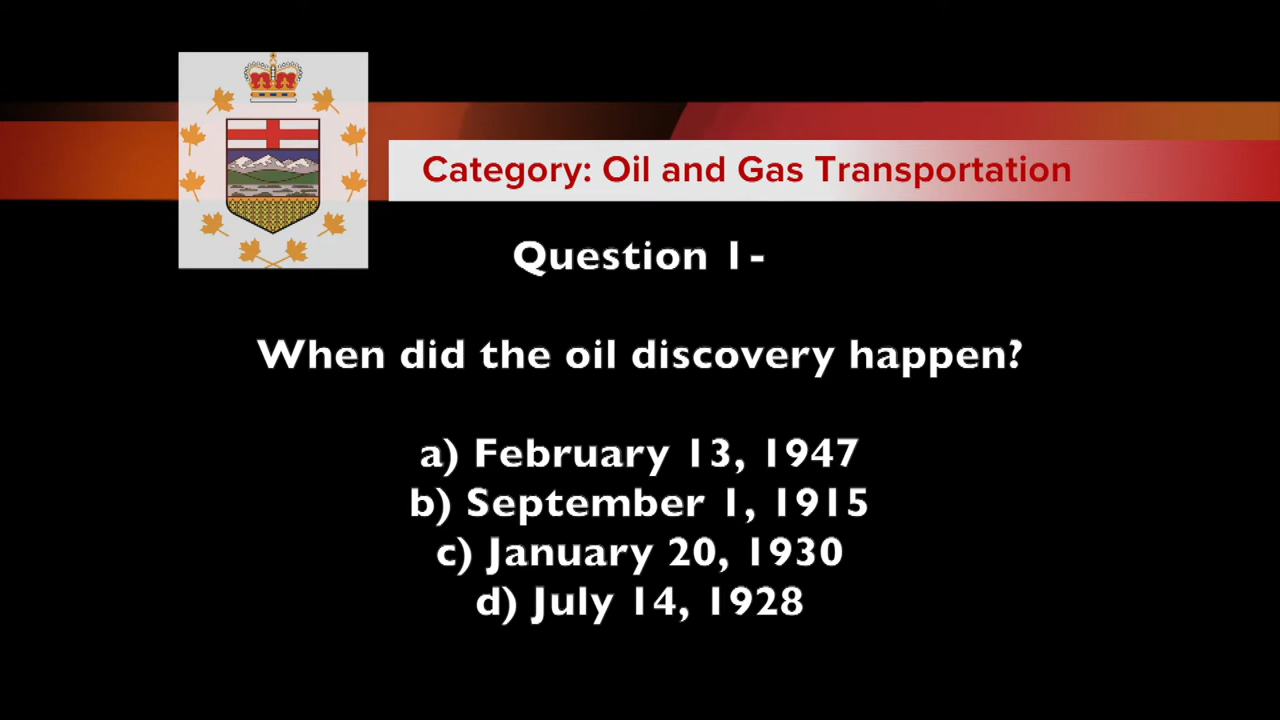 Category: Oil and Gas Transportation
Question 1-
When did the oil discovery happen?
a) February 13, 1947
b) September 1, 1915
c) January 20, 1930
d) July 14, 1928